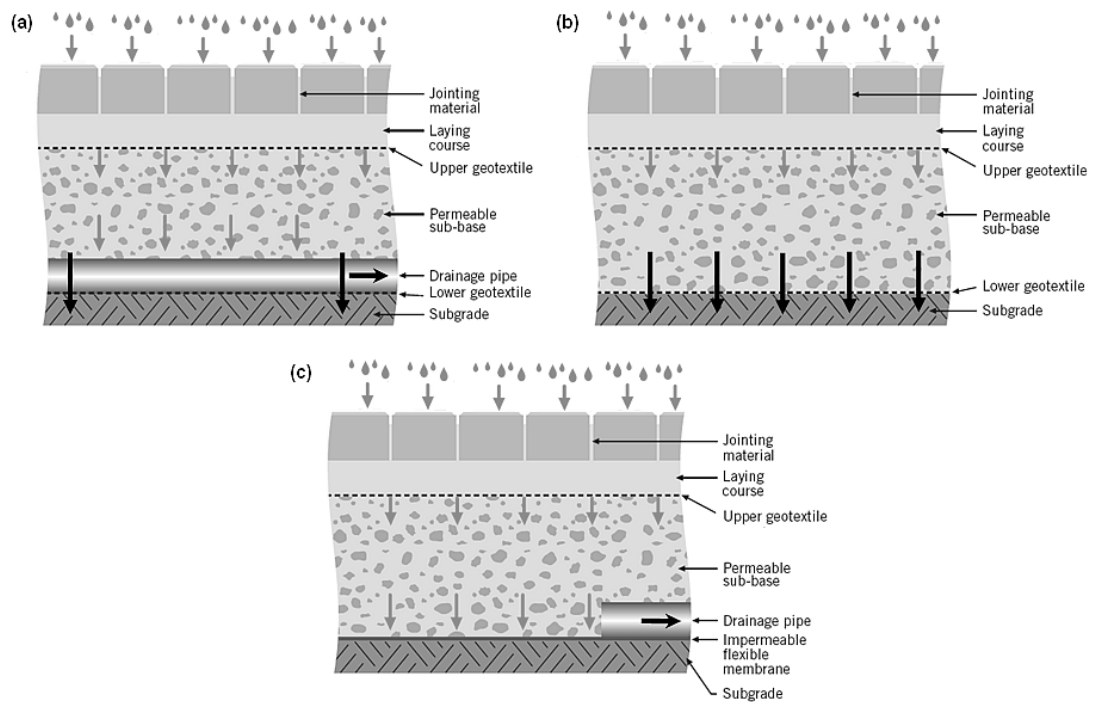 (a)
Jointing
material
Laying
course
Upper geotextile
Permeable
sub-base
Drainage pipe
Lower geotextile
Subgrade
(b)
Jointing
material
Laying
course
Upper geotextile
Permeable
sub-base
Lower geotextile
Subgrade
(c)
Jointing
material
Laying
course
Upper geotextile
Permeable
sub-base
Drainage pipe
Impermeable
flexible
membrane
Subgrade